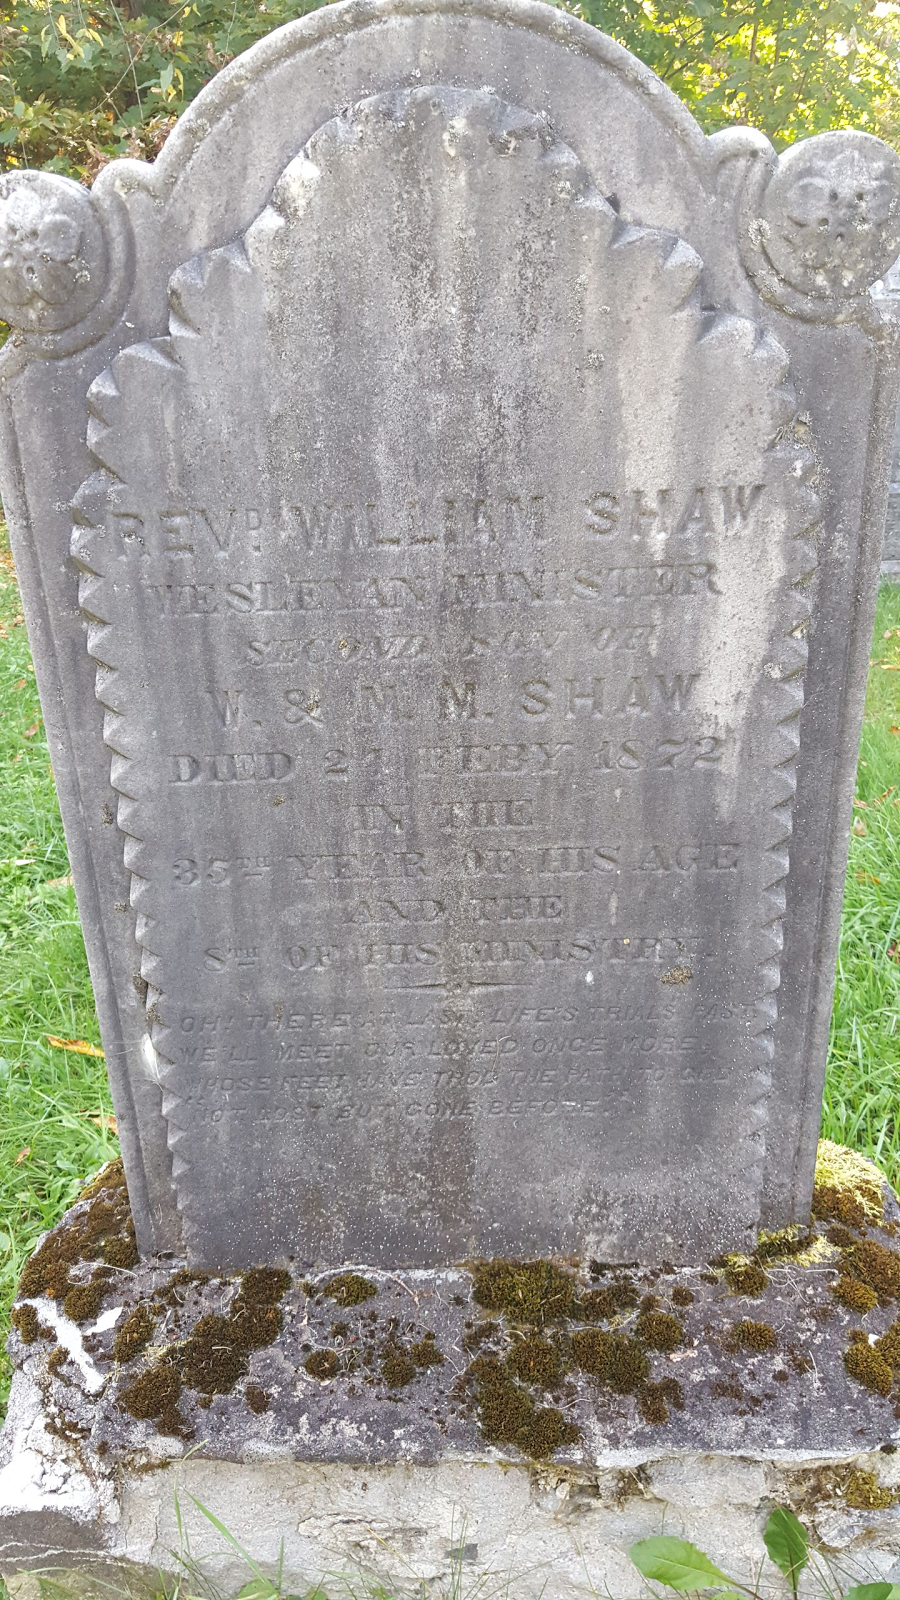 REVD. WILLIAM SHAW
WESLEYAN MINISTER
SECOND SON OF
W. & M. M. SHAW
DIED 21 FEBY 1872
IN THE
35TH YEAR OF HIS AGE
AND THE
8TH OF HIS MINISTRY.
OH! THERE AT LAST, LIFE'S TRIALS PAST,
WE'LL MEET OUR LOVED ONCE MORE,
WHOSE FEET HAVE TROD THE PATH TO GOD
"NOT LOST BUT GONE BEFORE."